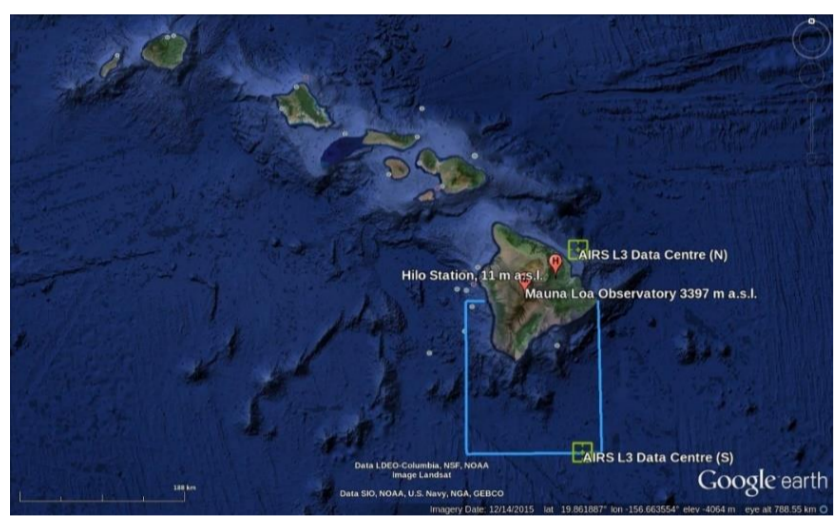 AIRS L3 Data Centre (N)
H
Hilo Station, 11 m a.s.l.
Mauna Loa Observatory 3397 m a.s.l.
AIRS L3 Data Centre (S)
Data LDEO-Columbia, NSF, NOAA
Image Landsat
Google earth
188 km
Data SIO, NOAA, U.S. Navy, NGA, GEBCO
Imagery Date: 12/14/2015 lat 19.861887° lon -156.663554° elev -4064 m eye alt 788.55 km